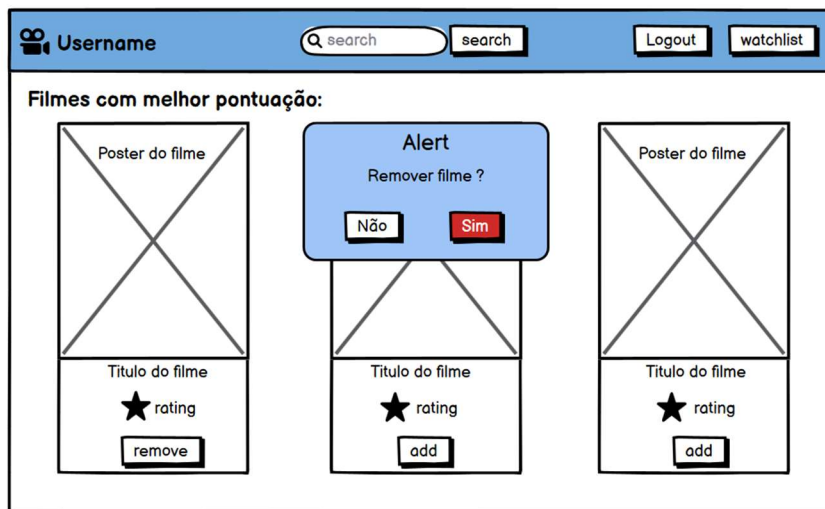 Username search search Logout watchlist
Filmes com melhor pontuação:
Poster do filme
Alert
Remover filme ?
Não Sim
Poster do filme
Titulo do filme Titulo do filme Titulo do filme
rating rating rating
remove add add